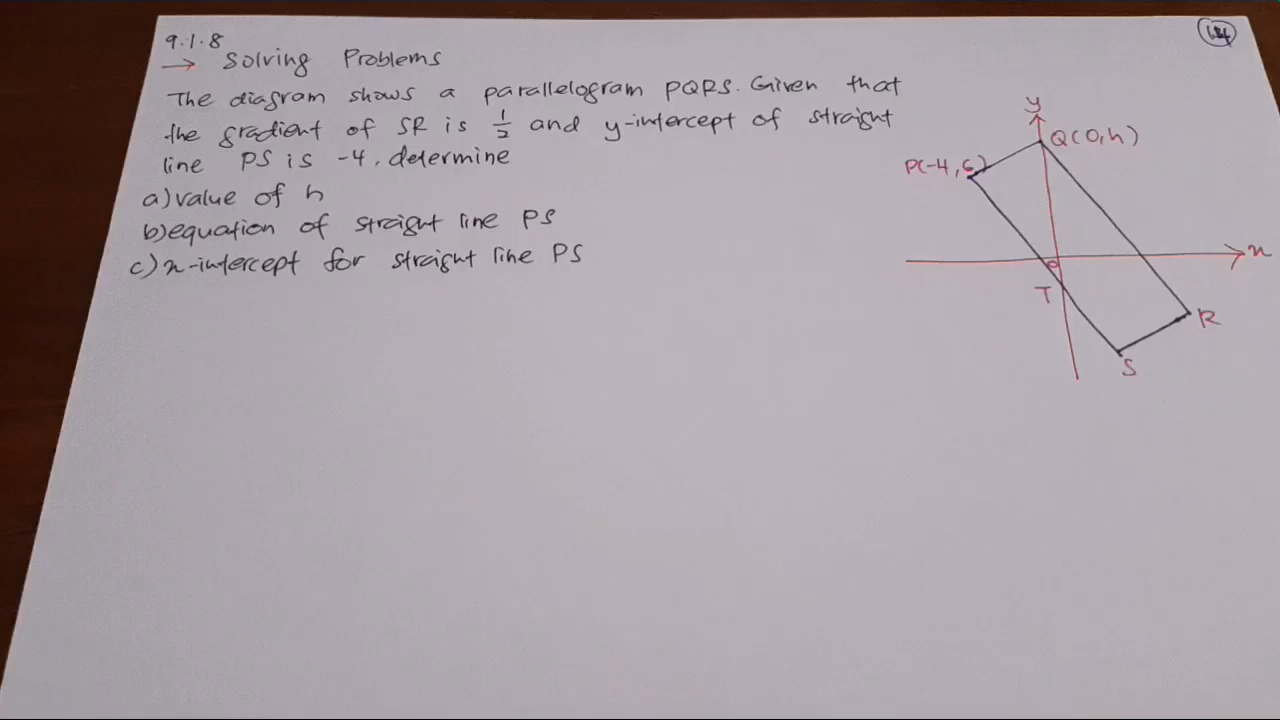 9.1.8
→ Solving Problems
The diagram shows a parallelogram PQRS. Given that
the gradient of SR is 1/2 and y-intercept of straight
line PS is -4, determine
a) value of h
b) equation of straight line PS
c) x-intercept for straight line PS
y
Q(0,h)
P(-4,6)
O
x
T
R
S